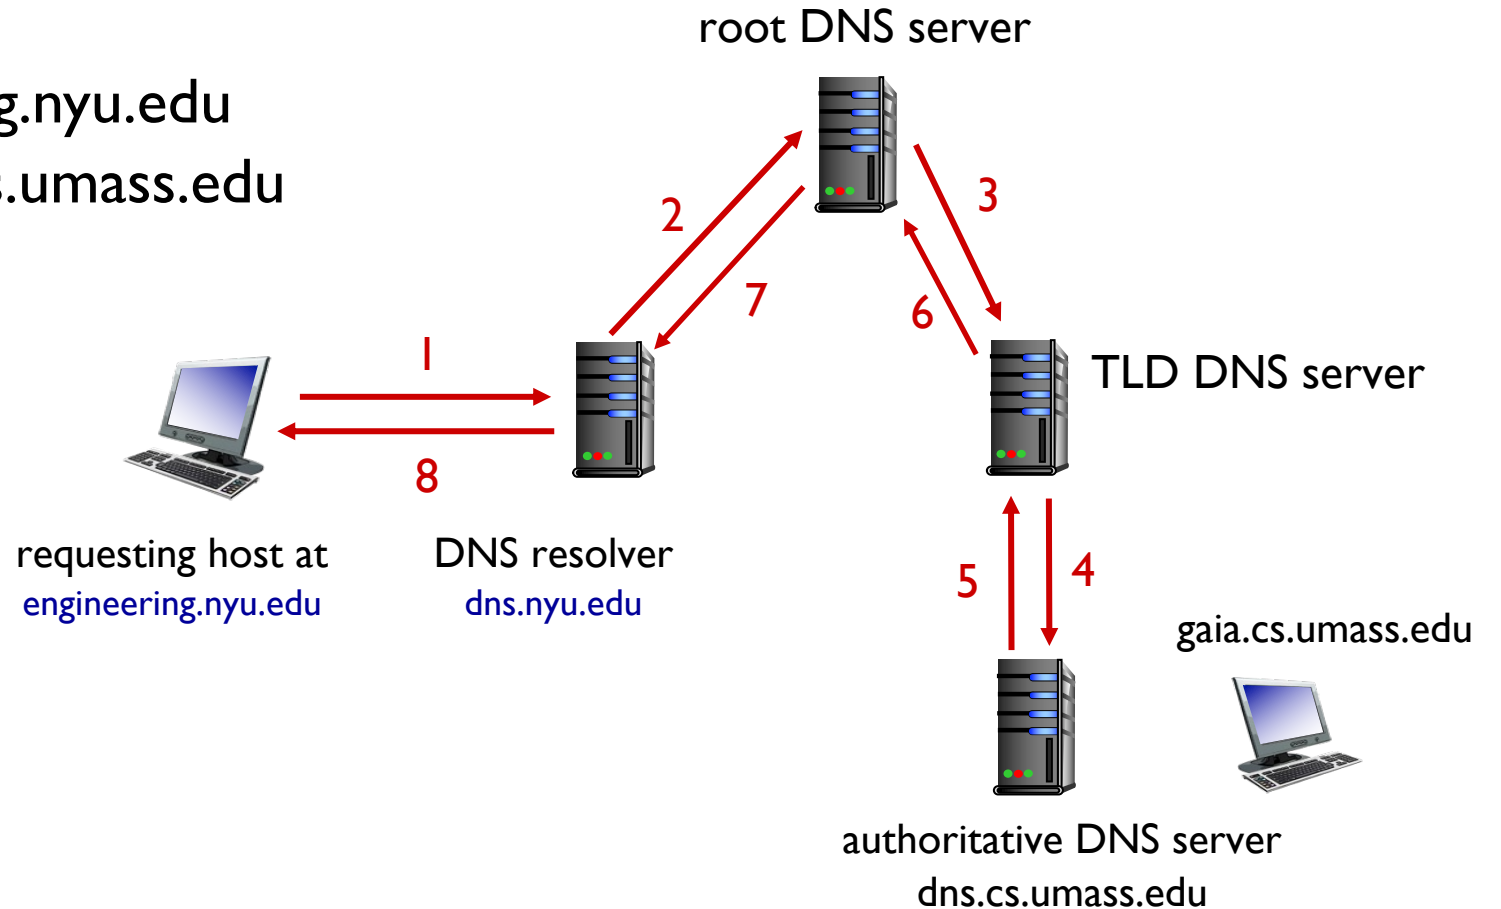 root DNS server
g.nyu.edu
s.umass.edu
2
3
7
6
1
TLD DNS server
8
requesting host at
engineering.nyu.edu
DNS resolver
dns.nyu.edu
5
4
gaia.cs.umass.edu
authoritative DNS server
dns.cs.umass.edu